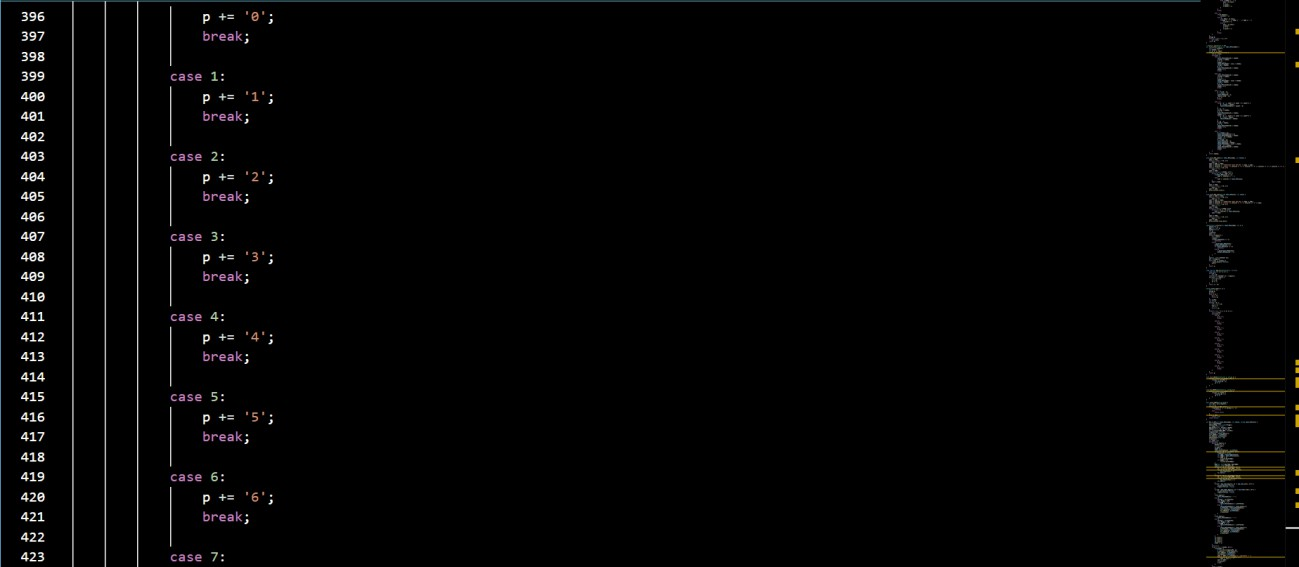 396 p += '0';
397 break;
398
399 case 1:
400 p += '1';
401 break;
402
403 case 2:
404 p += '2';
405 break;
406
407 case 3:
408 p += '3';
409 break;
410
411 case 4:
412 p += '4';
413 break;
414
415 case 5:
416 p += '5';
417 break;
418
419 case 6:
420 p += '6';
421 break;
422
423 case 7: